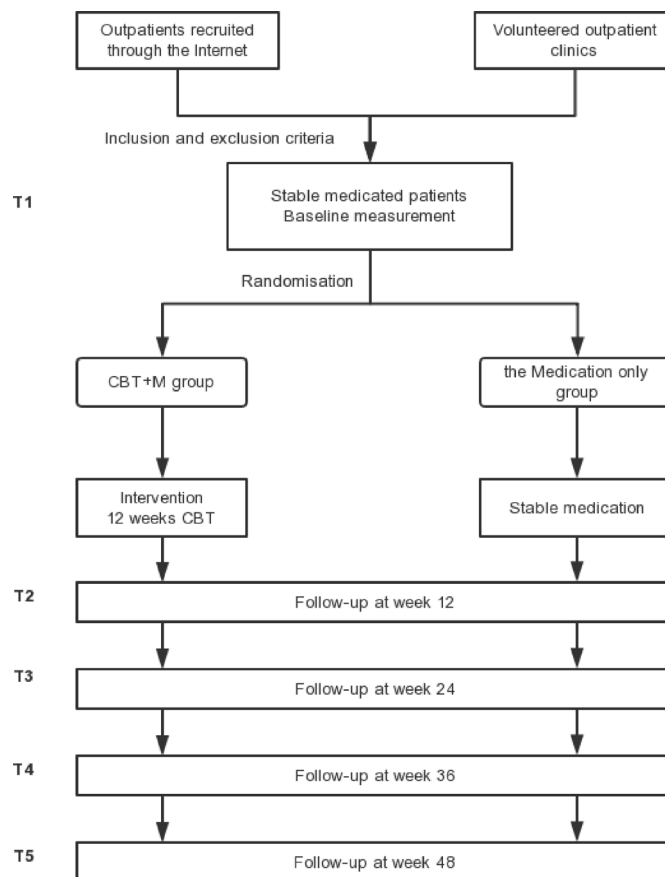 Outpatients recruited
through the Internet
Volunteered outpatient
clinics
Inclusion and exclusion criteria
T1
Stable medicated patients
Baseline measurement
Randomisation
CBT+M group
the Medication only
group
Intervention
12 weeks CBT
Stable medication
T2
Follow-up at week 12
T3
Follow-up at week 24
T4
Follow-up at week 36
T5
Follow-up at week 48